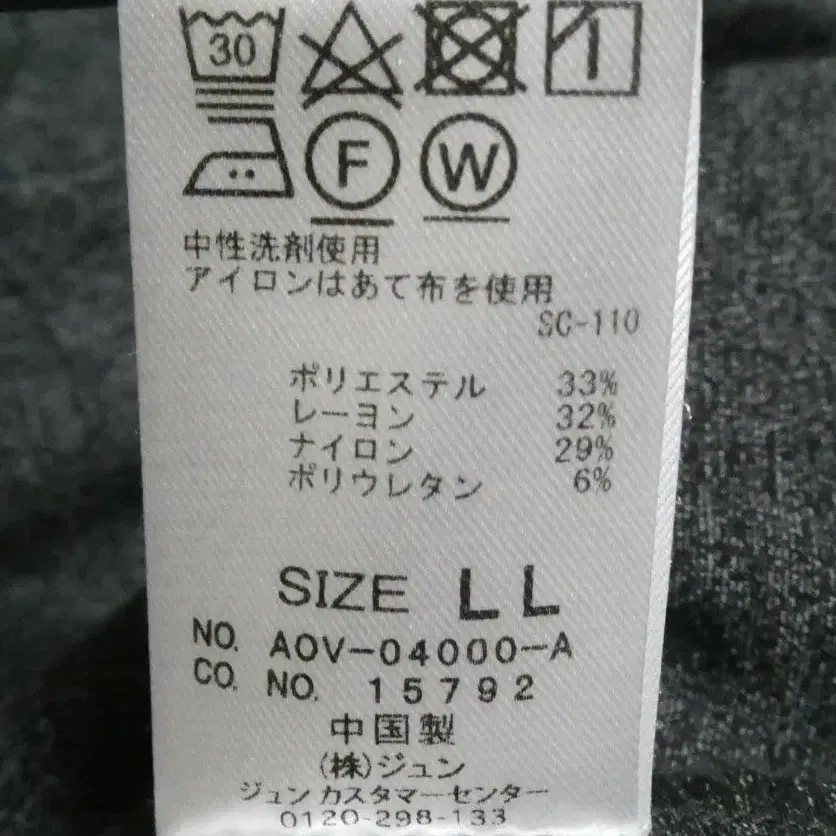 30
F W
中性洗剤使用
アイロンはあて布を使用
SC-110
ポリエステル 33%
レーヨン 32%
ナイロン 29%
ポリウレタン 6%
SIZE LL
NO. AOV-04000-A
CO. NO. 15792
中国製
(株)ジュン
ジュン カスタマーセンター
0120-298-133